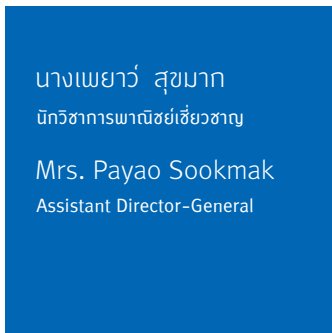 นางเพยาว์ สุขมาก
นักวิชาการพาณิชย์เชี่ยวชาญ
Mrs. Payao Sookmak
Assistant Director-General